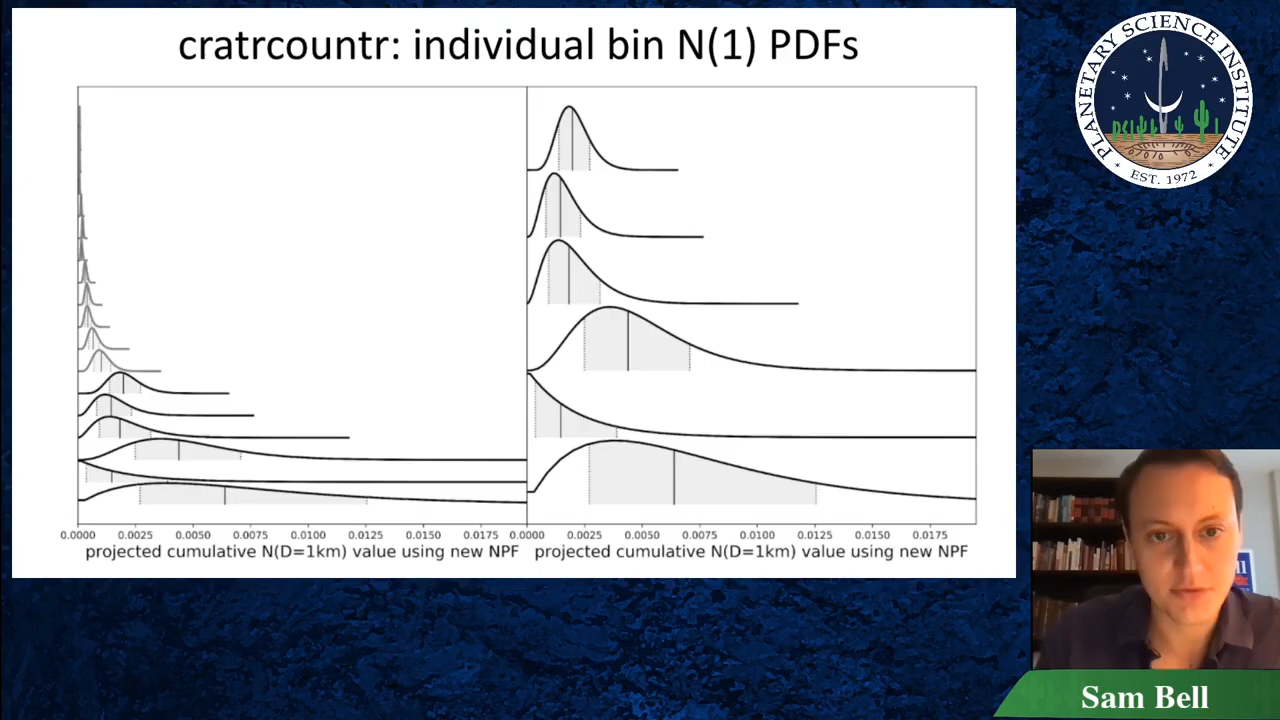 cratrcountr: individual bin N(1) PDFs
0.0000 0.0025 0.0050 0.0075 0.0100 0.0125 0.0150 0.0175
projected cumulative N(D=1km) value using new NPF
0.0000 0.0025 0.0050 0.0075 0.0100 0.0125 0.0150 0.0175
projected cumulative N(D=1km) value using new NPF
PLANETARY SCIENCE INSTITUTE
EST. 1972
Sam Bell